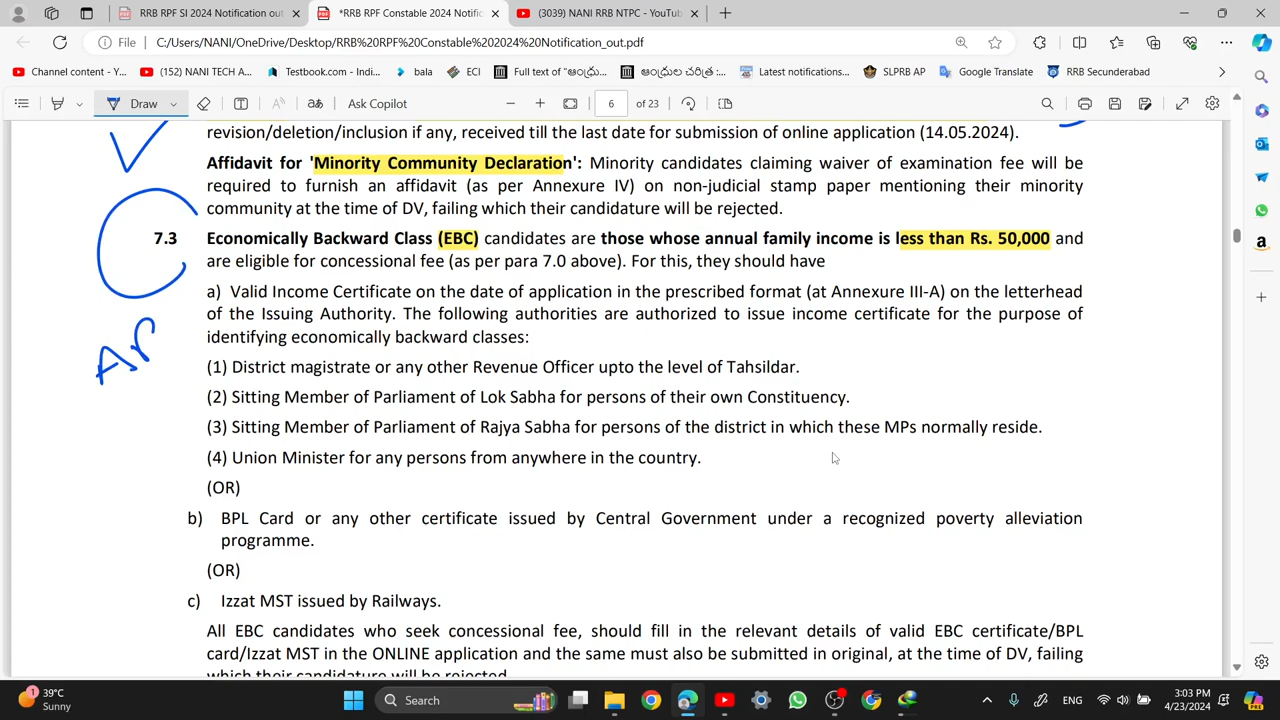 RRB RPF SI 2024 Notification out
*RRB RPF Constable 2024 Notific
(3039) NANI RRB NTPC - YouTube
File
C:/Users/NANI/OneDrive/Desktop/RRB%20RPF%20Constable%202024%20Notification_out.pdf
Channel content - Y...
(152) NANI TECH A...
Testbook.com - Indi...
bala
ECI
Full text of "ఆంధ్రు...
ఆంధ్రుల చరిత్ర :...
Latest notifications...
SLPRB AP
Google Translate
RRB Secunderabad
Draw
Ask Copilot
6 of 23
revision/deletion/inclusion if any, received till the last date for submission of online application (14.05.2024).
Affidavit for 'Minority Community Declaration': Minority candidates claiming waiver of examination fee will be
required to furnish an affidavit (as per Annexure IV) on non-judicial stamp paper mentioning their minority
community at the time of DV, failing which their candidature will be rejected.
7.3 Economically Backward Class (EBC) candidates are those whose annual family income is less than Rs. 50,000 and
are eligible for concessional fee (as per para 7.0 above). For this, they should have
a) Valid Income Certificate on the date of application in the prescribed format (at Annexure III-A) on the letterhead
of the Issuing Authority. The following authorities are authorized to issue income certificate for the purpose of
identifying economically backward classes:
(1) District magistrate or any other Revenue Officer upto the level of Tahsildar.
(2) Sitting Member of Parliament of Lok Sabha for persons of their own Constituency.
(3) Sitting Member of Parliament of Rajya Sabha for persons of the district in which these MPs normally reside.
(4) Union Minister for any persons from anywhere in the country.
(OR)
b) BPL Card or any other certificate issued by Central Government under a recognized poverty alleviation
programme.
(OR)
c) Izzat MST issued by Railways.
All EBC candidates who seek concessional fee, should fill in the relevant details of valid EBC certificate/BPL
card/Izzat MST in the ONLINE application and the same must also be submitted in original, at the time of DV, failing
which their candidature will be rejected
39°C
Sunny
Search
ENG
3:03 PM
4/23/2024